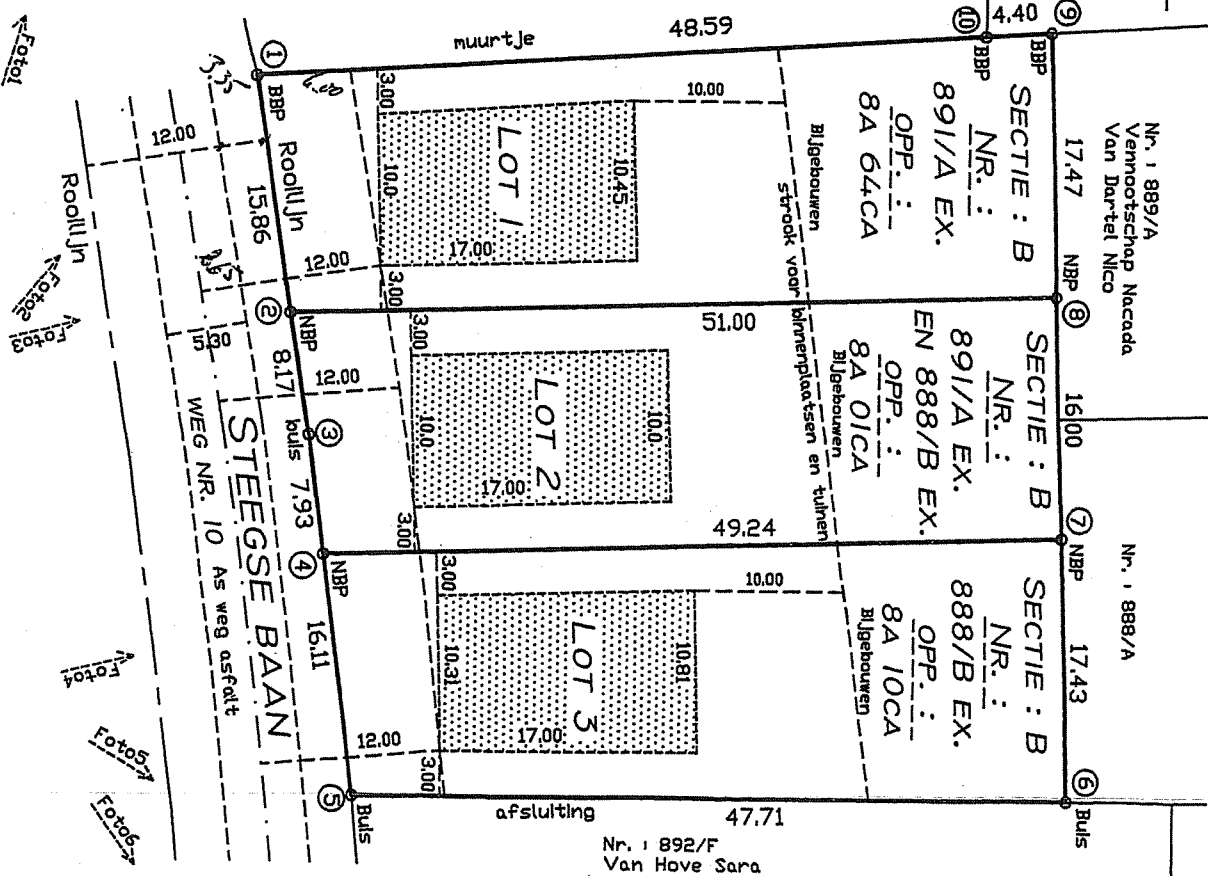 Nr. : 889/A
Vennootschap Nacada
Van Dartel Nico
Nr. : 888/A
9
4.40
10
BBP
BBP
17.47
NBP
8
16.00
7
NBP
17.43
6
Buis
SECTIE : B
NR. :
891/A EX.
OPP. :
8A 64CA
Bijgebouwen
SECTIE : B
NR. :
891/A EX.
EN 888/B EX.
OPP. :
8A 01CA
Bijgebouwen
SECTIE : B
NR. :
888/B EX.
OPP. :
8A 10CA
Bijgebouwen
strook voor binnenplaatsen en tuinen
48.59
muurtje
51.00
49.24
47.71
afsluiting
Nr. : 892/F
Van Hove Sara
10.00
10.45
LOT 1
17.00
10.0
3.00
3.00
10.0
LOT 2
17.00
10.0
3.00
3.00
10.00
10.81
LOT 3
17.00
10.31
3.00
3.00
1
BBP
Rooilijn
15.86
12.00
2
NBP
8.17
12.00
3
buis
7.93
4
NBP
16.11
12.00
5
Buis
3.35
12.00
5.30
STEEGSE BAAN
WEG NR. 10 As weg asfalt
Rooilijn
Foto1
Foto2
Foto3
Foto4
Foto5
Foto6